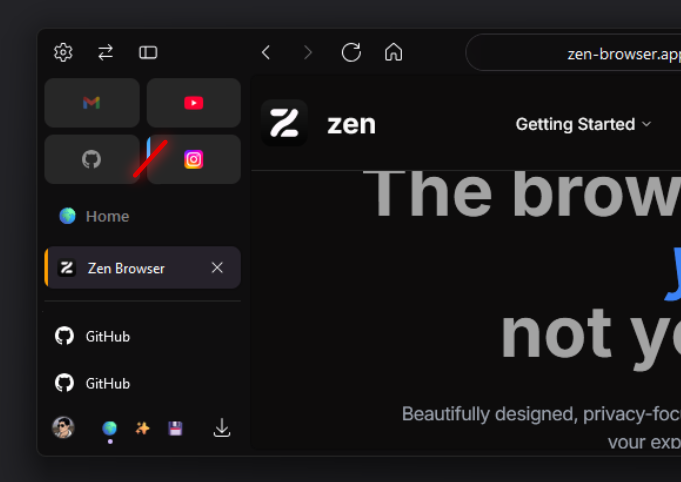 zen-browser.app
zen
Getting Started
The brow
Home
Zen Browser
not yo
GitHub
GitHub
Beautifully designed, privacy-foc
your exp